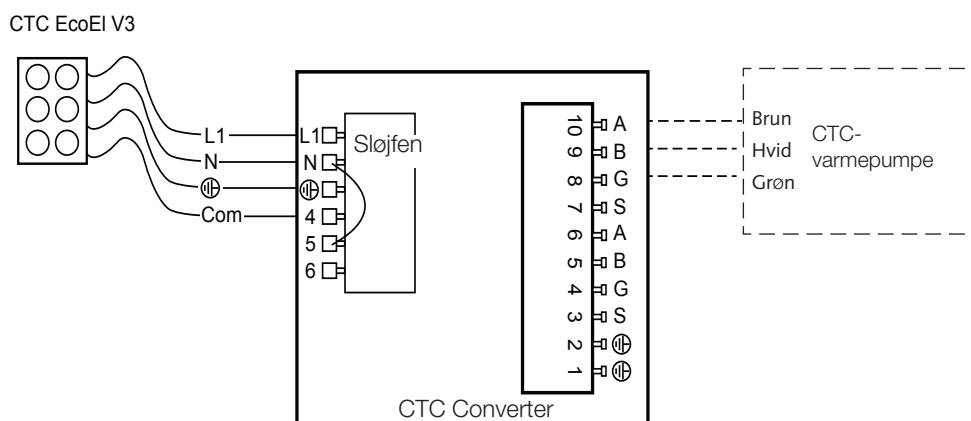 CTC EcoEl V3
L1
N
Com
L1
N
4
5
6
Sløjfen
10
9
8
7
6
5
4
3
2
1
A
B
G
S
A
B
G
S
Brun
Hvid
Grøn
CTC-
varmepumpe
CTC Converter